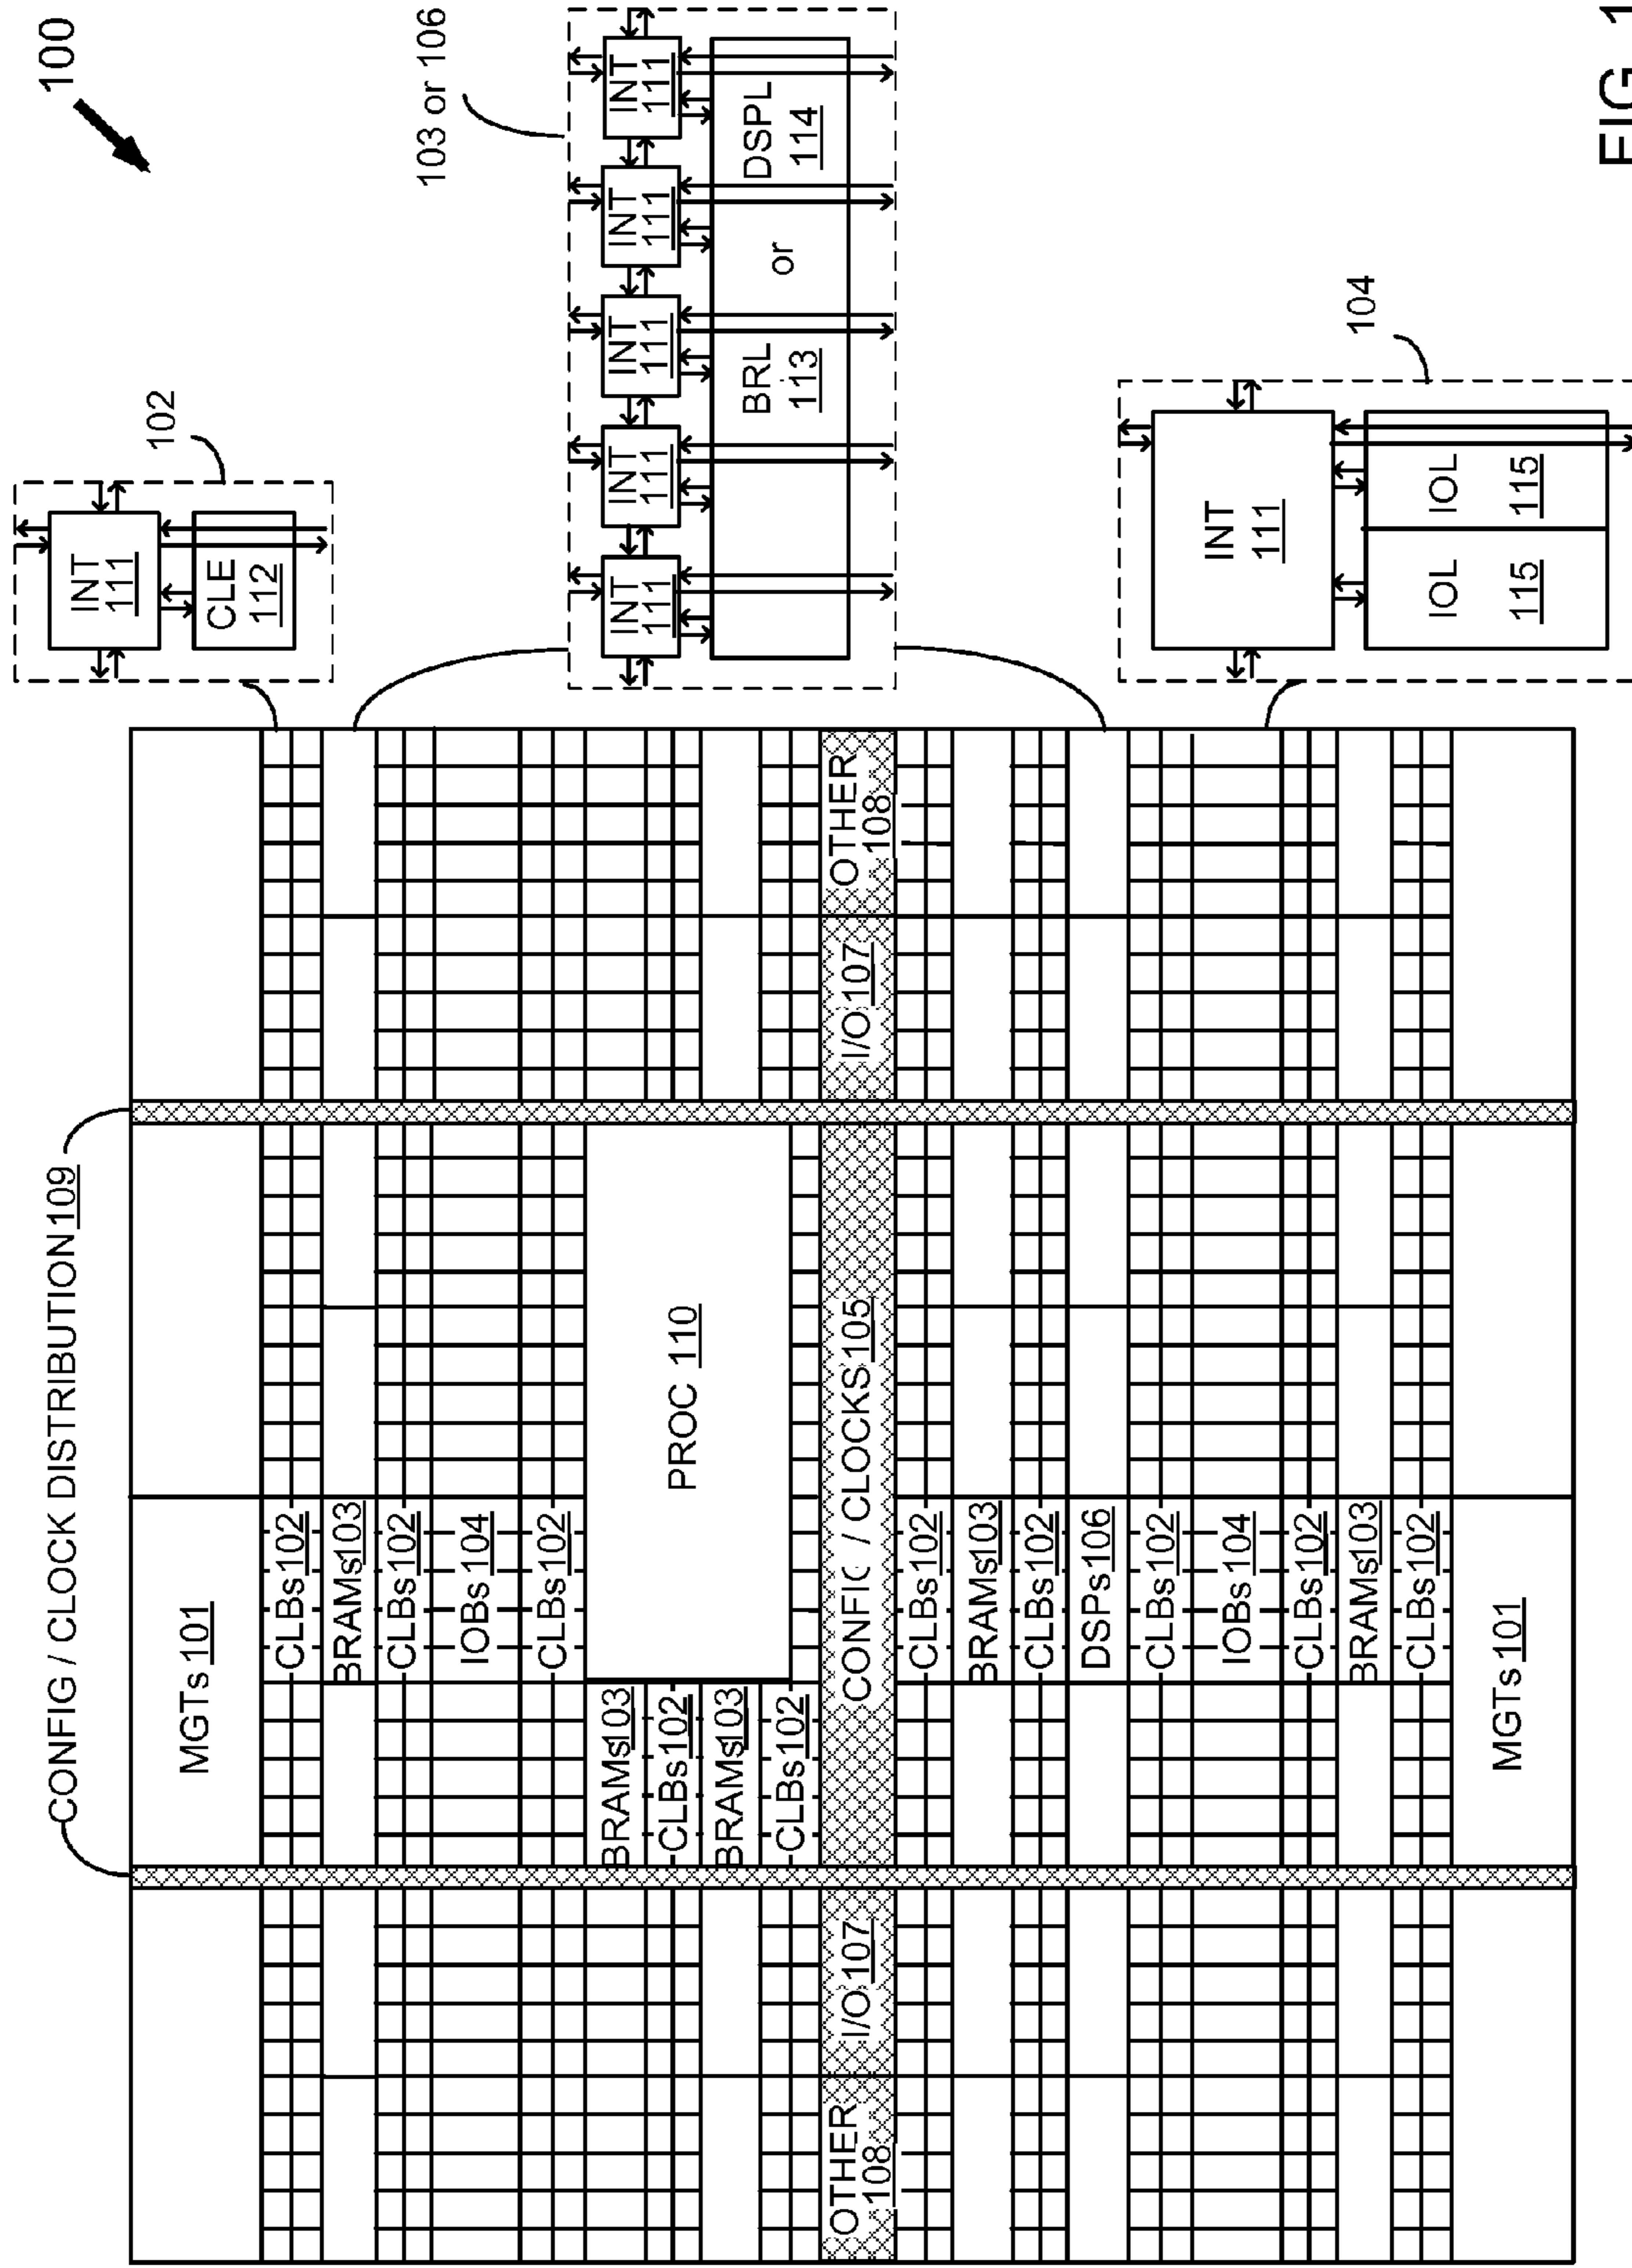 100
FIG. 1
CONFIG / CLOCK DISTRIBUTION 109
MGTs 101
CLBs 102
BRAMs 103
CLBs 102
IOBs 104
CLBs 102
BRAMs 103
CLBs 102
BRAMs 103
CLBs 102
PROC 110
OTHER
108
I/O 107
CONFIG / CLOCKS 105
I/O 107
OTHER
108
CLBs 102
BRAMs 103
CLBs 102
DSPs 106
CLBs 102
IOBs 104
CLBs 102
BRAMs 103
CLBs 102
MGTs 101
102
INT
111
CLE
112
103 or 106
INT
111
INT
111
INT
111
INT
111
INT
111
BRL
113
or
DSPL
114
104
INT
111
IOL
115
IOL
115